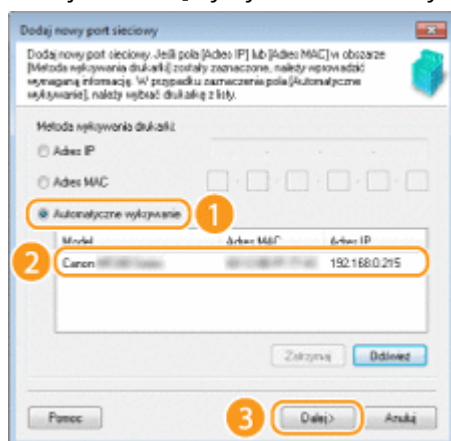 Dodaj nowy port sieciowy
Dodaj nowy port sieciowy. Jeśli pole [Adres IP] lub [Adres MAC] w obszarze
[Metoda wykrywania drukarki] zostały zaznaczone, należy wprowadzić
wymaganą informację. W przypadku zaznaczenia pola [Automatyczne
wykrywanie], należy wybrać drukarkę z listy.
Metoda wykrywania drukarki:
Adres IP
Adres MAC
Automatyczne wykrywanie 1
Model Adres MAC Adres IP
2 Canon 192.168.0.215
Zatrzymaj Odśwież
Pomoc 3 Dalej> Anuluj